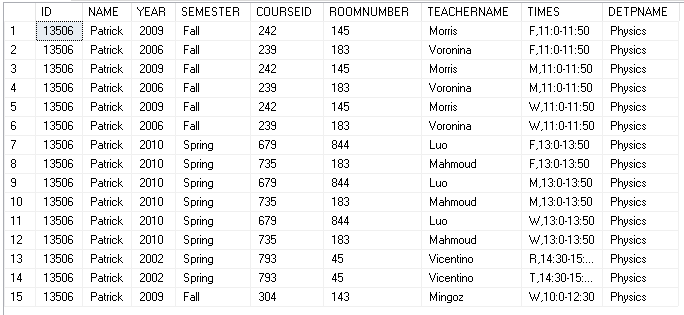 ID NAME YEAR SEMESTER COURSEID ROOMNUMBER TEACHERNAME TIMES DETPNAME
1 13506 Patrick 2009 Fall 242 145 Morris F,11:0-11:50 Physics
2 13506 Patrick 2006 Fall 239 183 Voronina F,11:0-11:50 Physics
3 13506 Patrick 2009 Fall 242 145 Morris M,11:0-11:50 Physics
4 13506 Patrick 2006 Fall 239 183 Voronina M,11:0-11:50 Physics
5 13506 Patrick 2009 Fall 242 145 Morris W,11:0-11:50 Physics
6 13506 Patrick 2006 Fall 239 183 Voronina W,11:0-11:50 Physics
7 13506 Patrick 2010 Spring 679 844 Luo F,13:0-13:50 Physics
8 13506 Patrick 2010 Spring 735 183 Mahmoud F,13:0-13:50 Physics
9 13506 Patrick 2010 Spring 679 844 Luo M,13:0-13:50 Physics
10 13506 Patrick 2010 Spring 735 183 Mahmoud M,13:0-13:50 Physics
11 13506 Patrick 2010 Spring 679 844 Luo W,13:0-13:50 Physics
12 13506 Patrick 2010 Spring 735 183 Mahmoud W,13:0-13:50 Physics
13 13506 Patrick 2002 Spring 793 45 Vicentino R,14:30-15:... Physics
14 13506 Patrick 2002 Spring 793 45 Vicentino T,14:30-15:... Physics
15 13506 Patrick 2009 Fall 304 143 Mingoz W,10:0-12:30 Physics